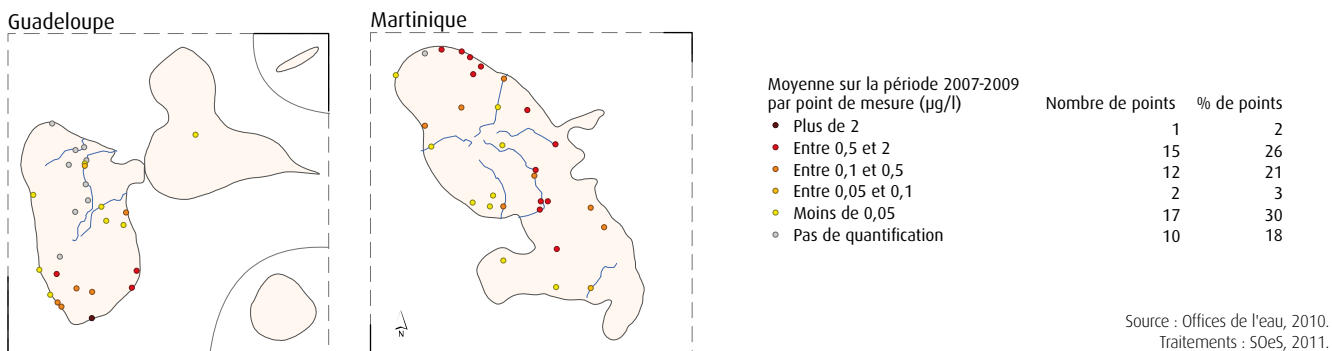 Guadeloupe
Martinique
N
Moyenne sur la période 2007-2009
par point de mesure (µg/l) Nombre de points % de points
Plus de 2 1 2
Entre 0,5 et 2 15 26
Entre 0,1 et 0,5 12 21
Entre 0,05 et 0,1 2 3
Moins de 0,05 17 30
Pas de quantification 10 18
Source : Offices de l'eau, 2010.
Traitements : SOeS, 2011.